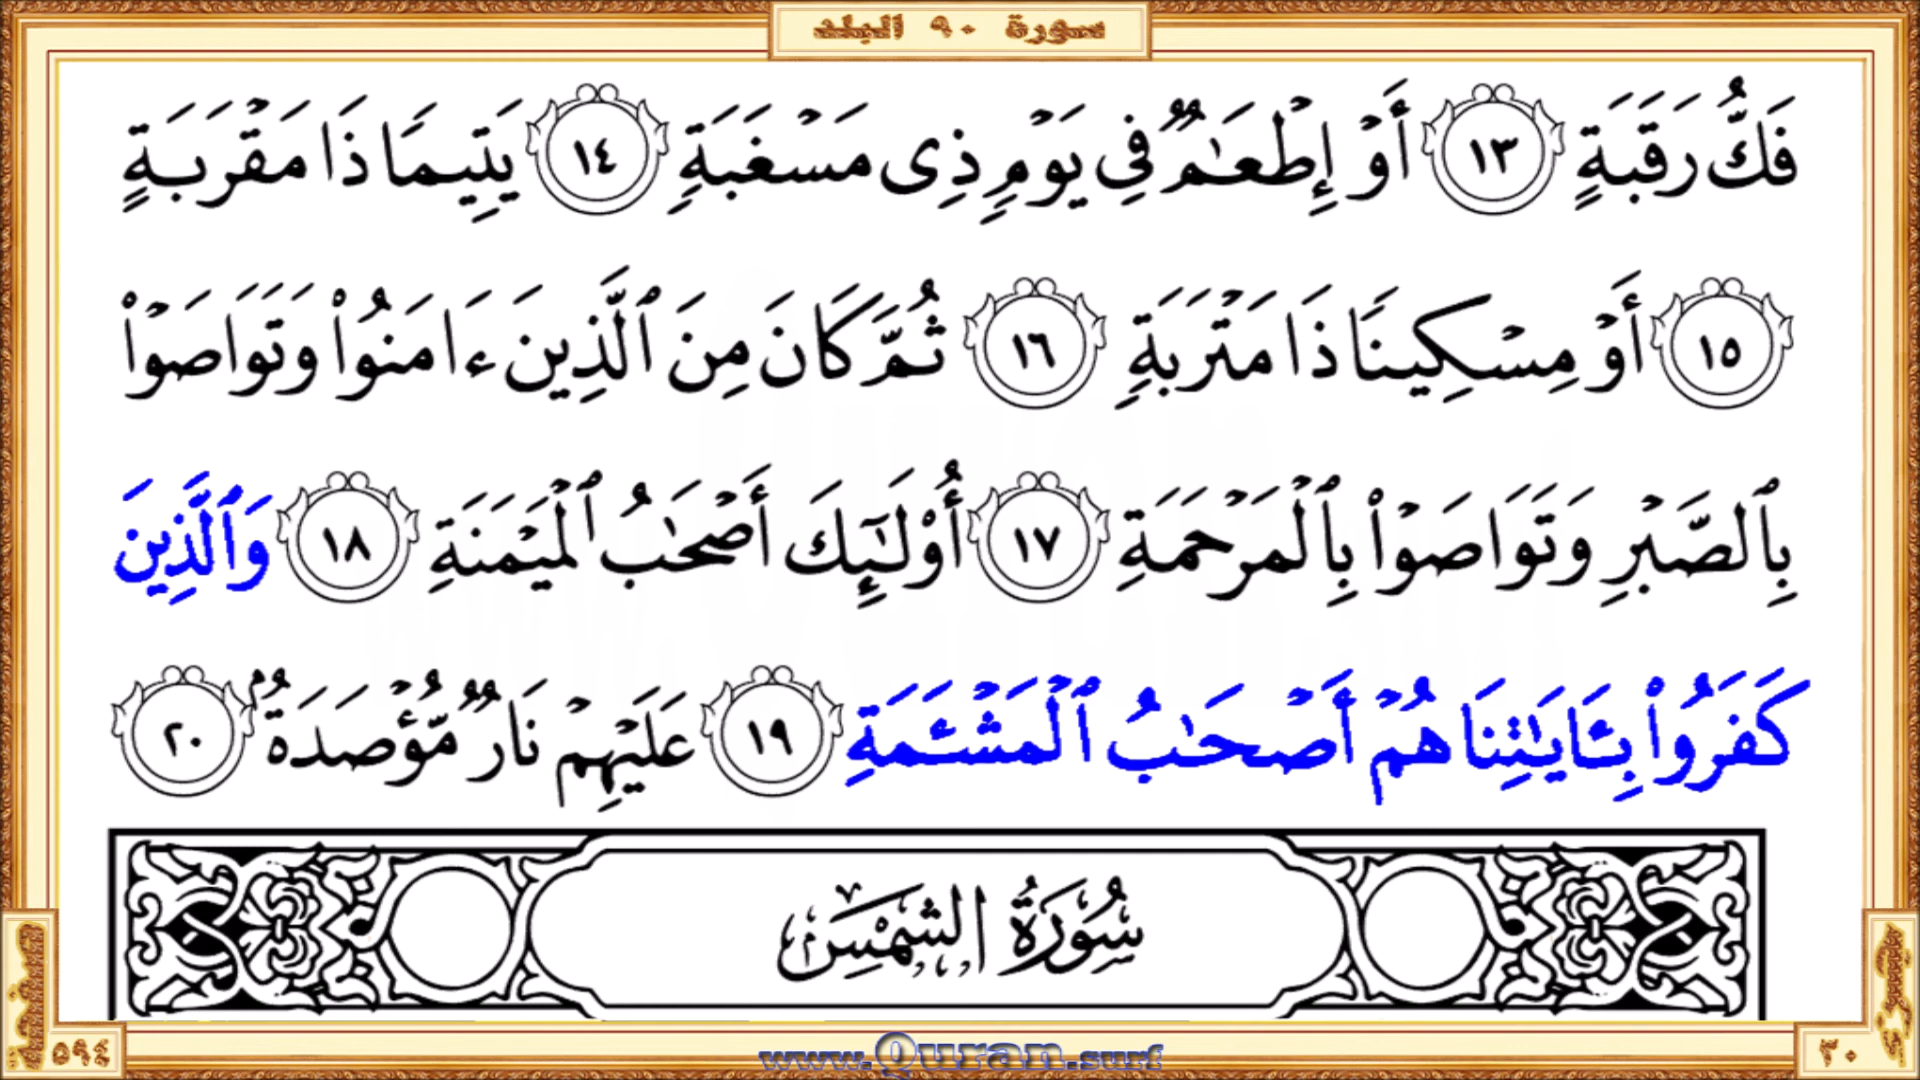 سورة ٩٠ البلد
فَكُّ رَقَبَةٍ ١٣ أَوْ إِطْعَٰمٌ فِى يَوْمٍ ذِى مَسْغَبَةٍ ١٤ يَتِيمًا ذَا مَقْرَبَةٍ
١٥ أَوْ مِسْكِينًا ذَا مَتْرَبَةٍ ١٦ ثُمَّ كَانَ مِنَ ٱلَّذِينَ ءَامَنُوا۟ وَتَوَاصَوْا۟
بِٱلصَّبْرِ وَتَوَاصَوْا۟ بِٱلْمَرْحَمَةِ ١٧ أُو۟لَٰٓئِكَ أَصْحَٰبُ ٱلْمَيْمَنَةِ ١٨ وَٱلَّذِينَ
كَفَرُوا۟ بِـَٔايَٰتِنَا هُمْ أَصْحَٰبُ ٱلْمَشْـَٔمَةِ ١٩ عَلَيْهِمْ نَارٌ مُّؤْصَدَةٌۢ ٢٠
سُورَةُ الشَّمْسِ
صفحة ٥٩٤
www.Quran.surf
٣٠